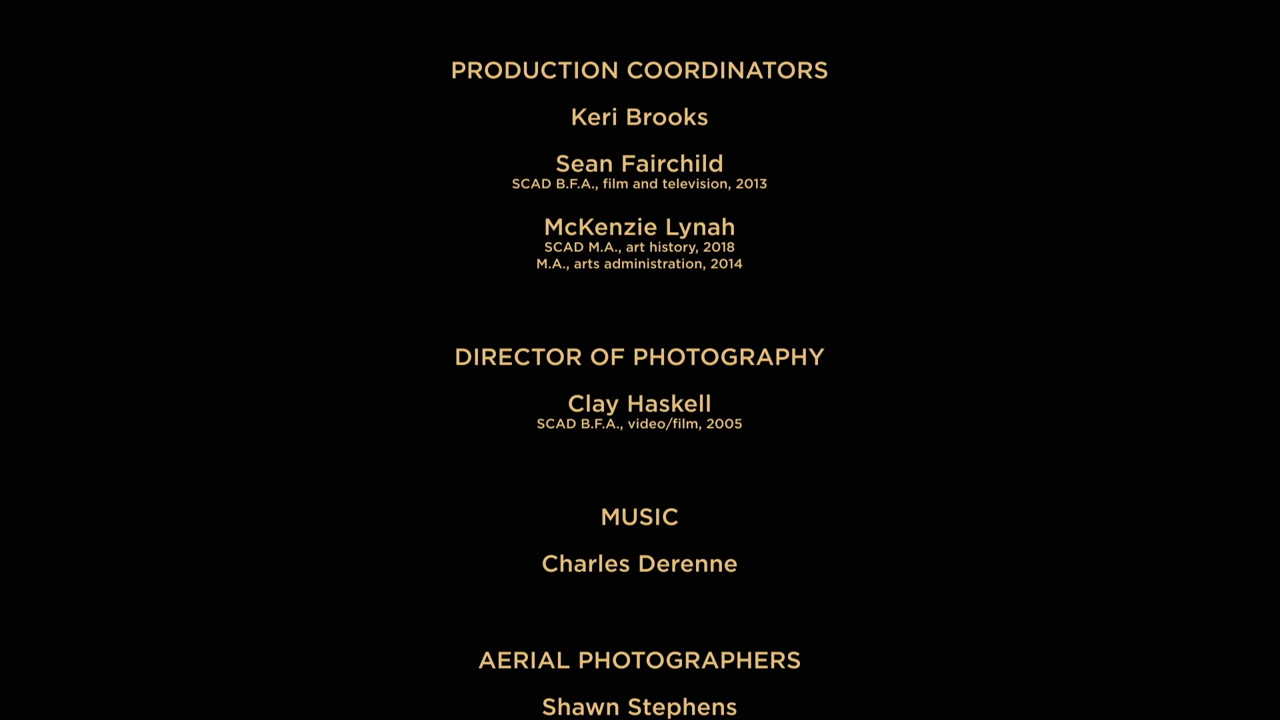 PRODUCTION COORDINATORS
Keri Brooks
Sean Fairchild
SCAD B.F.A., film and television, 2013
McKenzie Lynah
SCAD M.A., art history, 2018
M.A., arts administration, 2014
DIRECTOR OF PHOTOGRAPHY
Clay Haskell
SCAD B.F.A., video/film, 2005
MUSIC
Charles Derenne
AERIAL PHOTOGRAPHERS
Shawn Stephens